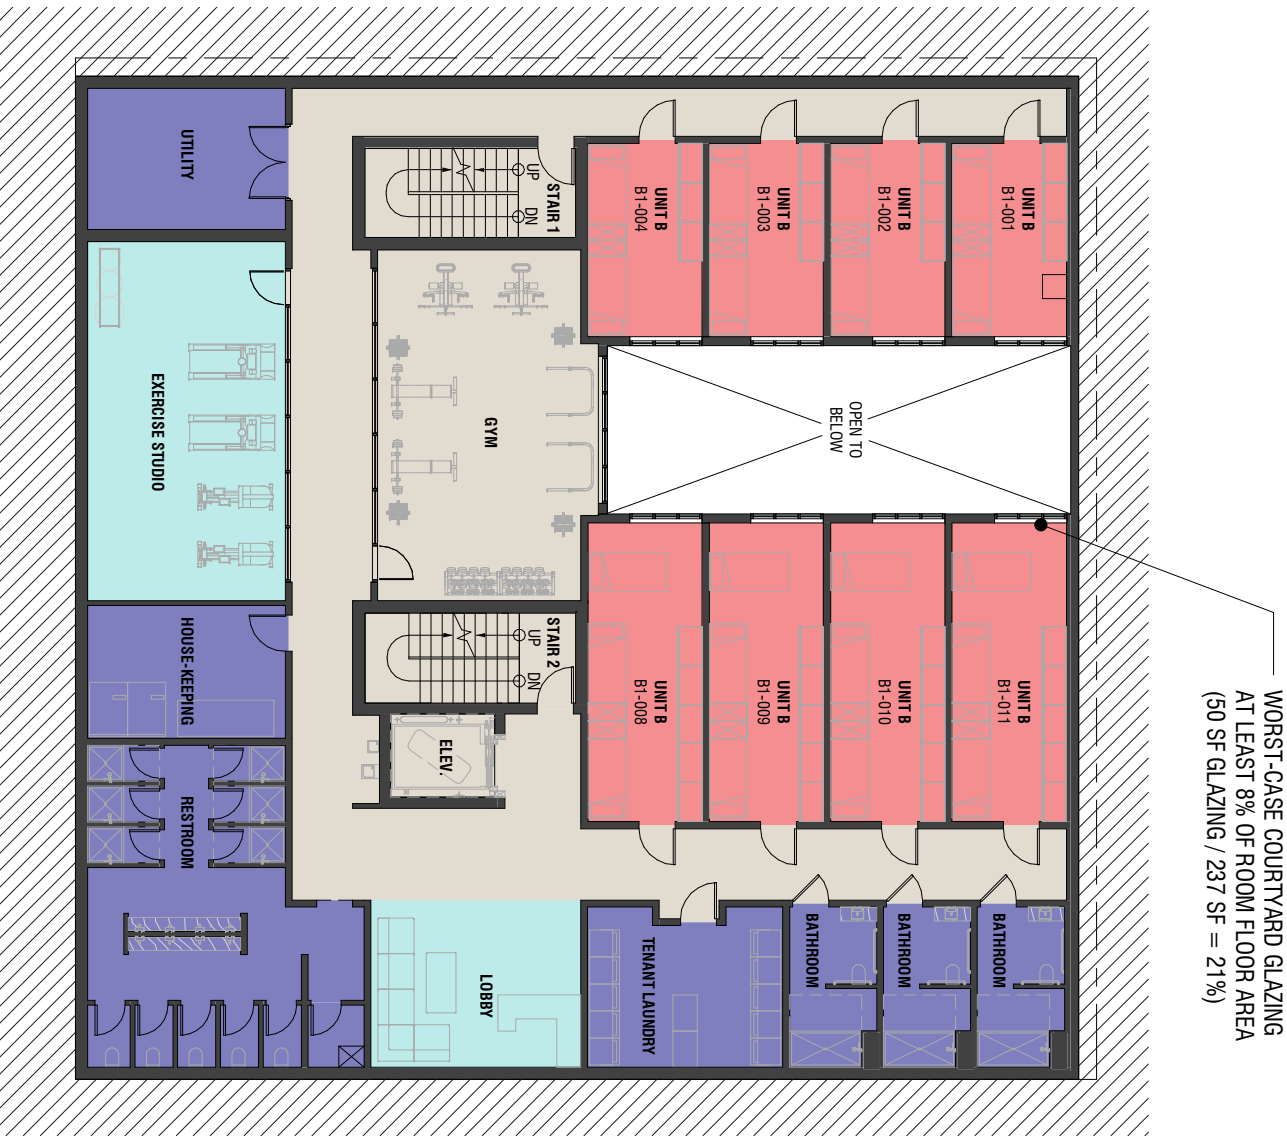 WORST-CASE COURTYARD GLAZING
AT LEAST 8% OF ROOM FLOOR AREA
(50 SF GLAZING / 237 SF = 21%)
UNIT B
B1-001
UNIT B
B1-002
UNIT B
B1-003
UNIT B
B1-004
STAIR 1
UP
DN
UTILITY
OPEN TO
BELOW
GYM
EXERCISE STUDIO
UNIT B
B1-011
UNIT B
B1-010
UNIT B
B1-009
UNIT B
B1-008
STAIR 2
UP
DN
ELEV.
HOUSE-KEEPING
RESTROOM
BATHROOM
BATHROOM
BATHROOM
TENANT LAUNDRY
LOBBY